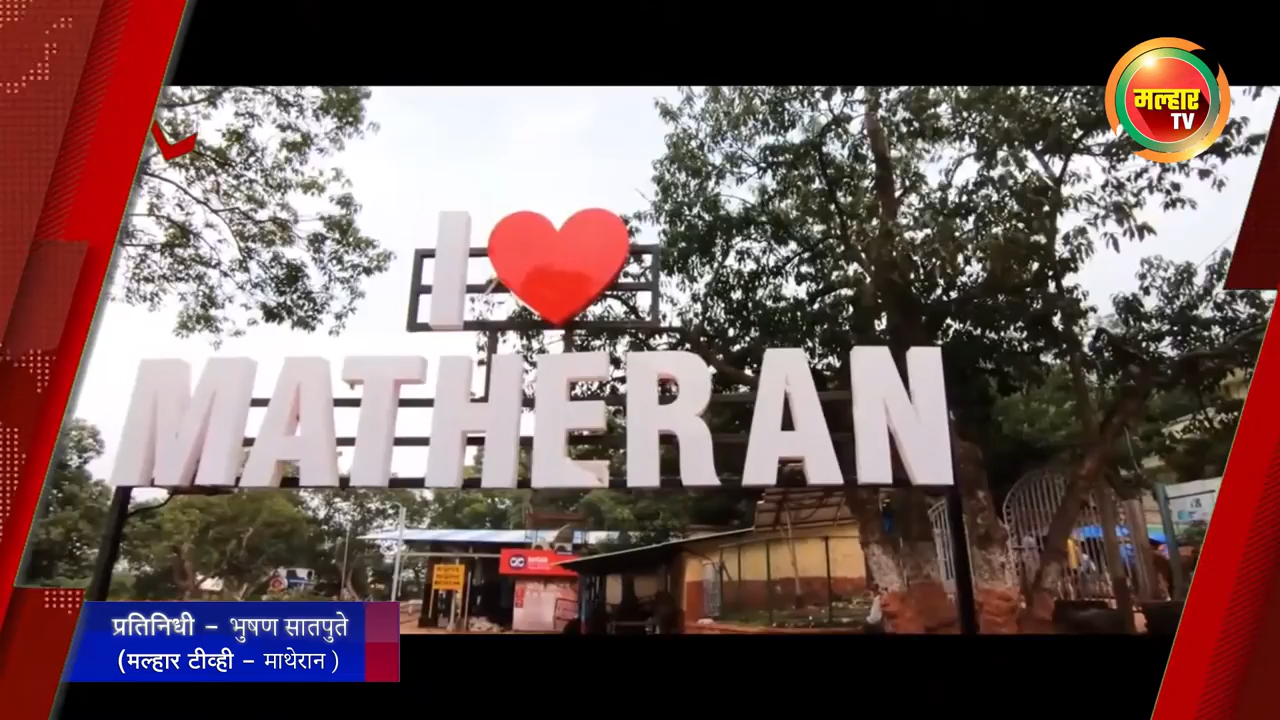 मल्हार
TV
I
MATHERAN
प्रतिनिधी – भुषण सातपुते
(मल्हार टीव्ही – माथेरान )